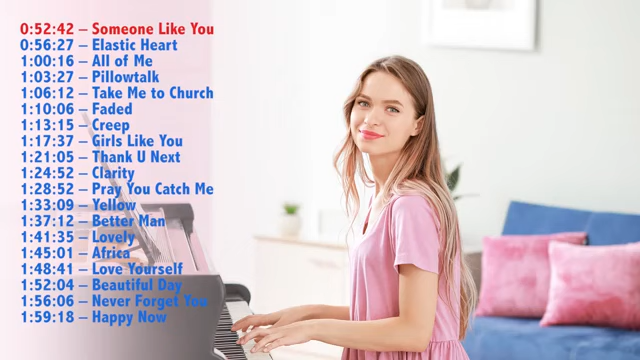 0:52:42 – Someone Like You
0:56:27 – Elastic Heart
1:00:16 – All of Me
1:03:27 – Pillowtalk
1:06:12 – Take Me to Church
1:10:06 – Faded
1:13:15 – Creep
1:17:37 – Girls Like You
1:21:05 – Thank U Next
1:24:52 – Clarity
1:28:52 – Pray You Catch Me
1:33:09 – Yellow
1:37:12 – Better Man
1:41:35 – Lovely
1:45:01 – Africa
1:48:41 – Love Yourself
1:52:04 – Beautiful Day
1:56:06 – Never Forget You
1:59:18 – Happy Now